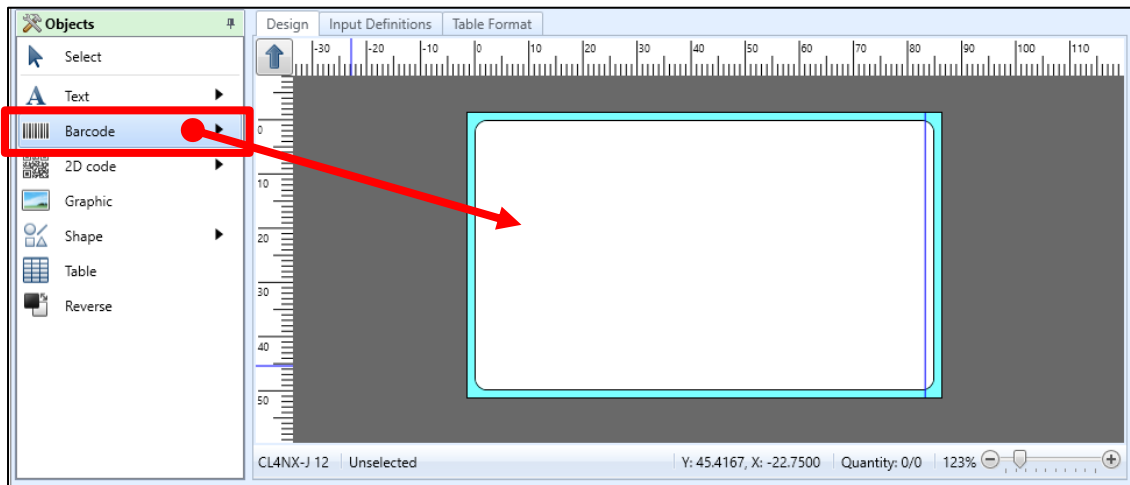 Objects
Design Input Definitions Table Format
Select
-30 -20 -10 0 10 20 30 40 50 60 70 80 90 100 110
Text
Barcode
2D code
Graphic
Shape
Table
Reverse
0
10
20
30
40
50
CL4NX-J 12 Unselected Y: 45.4167, X: -22.7500 Quantity: 0/0 123%